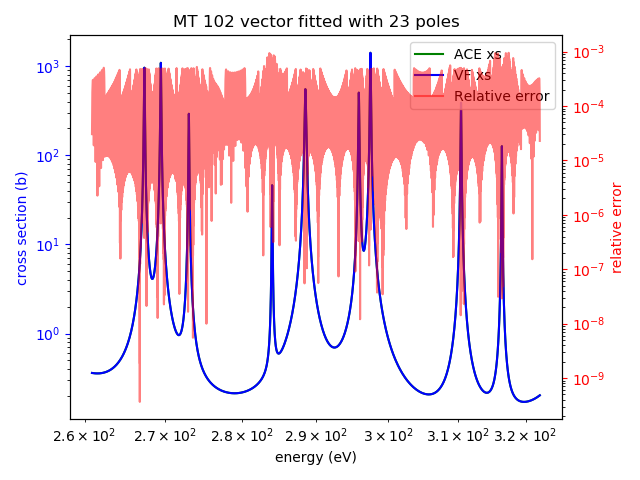 MT 102 vector fitted with 23 poles
ACE xs
VF xs
Relative error
cross section (b)
10³
10²
10¹
10⁰
10⁻³
10⁻⁴
10⁻⁵
10⁻⁶
10⁻⁷
10⁻⁸
10⁻⁹
relative error
2.6 × 10² 2.7 × 10² 2.8 × 10² 2.9 × 10² 3 × 10² 3.1 × 10² 3.2 × 10²
energy (eV)